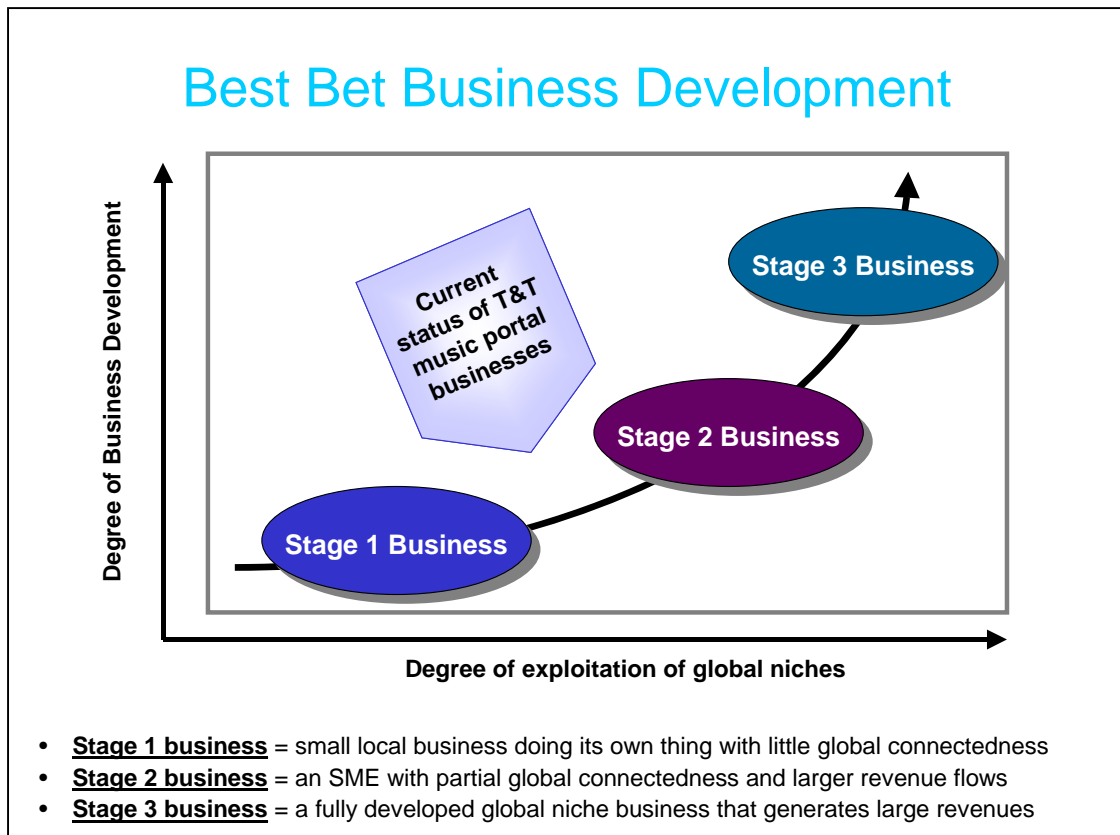 Best Bet Business Development
Degree of Business Development
Current
status of T&T
music portal
businesses
Stage 3 Business
Stage 2 Business
Stage 1 Business
Degree of exploitation of global niches
• Stage 1 business = small local business doing its own thing with little global connectedness
• Stage 2 business = an SME with partial global connectedness and larger revenue flows
• Stage 3 business = a fully developed global niche business that generates large revenues